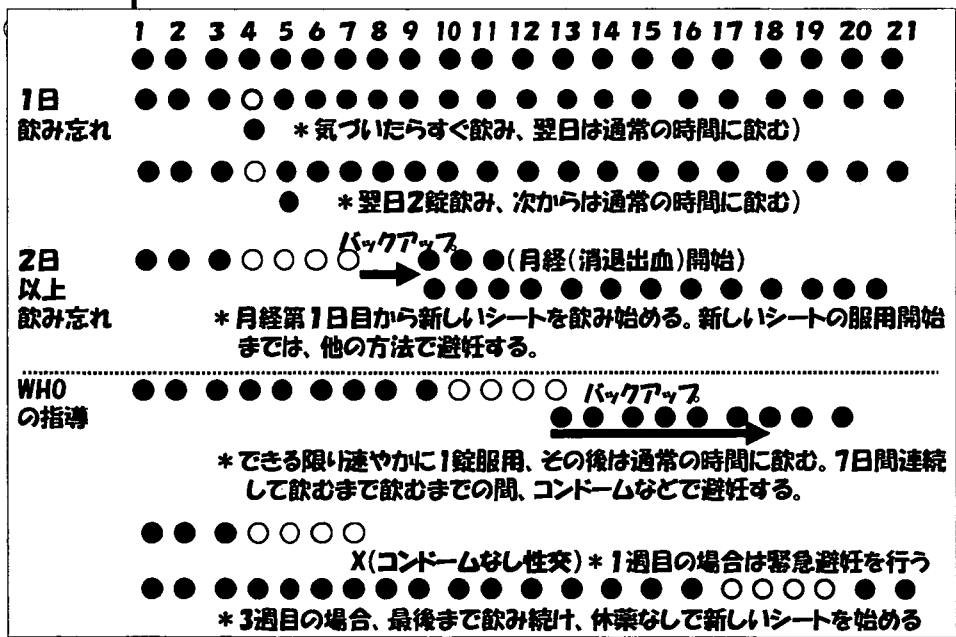 1 2 3 4 5 6 7 8 9 10 11 12 13 14 15 16 17 18 19 20 21
1日
飲み忘れ
*気づいたらすぐ飲み、翌日は通常の時間に飲む)
*翌日2錠飲み、次からは通常の時間に飲む)
バックアップ
2日
以上
飲み忘れ
(月経(消退出血)開始)
*月経第1日目から新しいシートを飲み始める。新しいシートの服用開始
までは、他の方法で避妊する。
WHO
の指導
バックアップ
*できる限り速やかに1錠服用、その後は通常の時間に飲む。7日間連続
して飲むまで飲むまでの間、コンドームなどで避妊する。
X(コンドームなし性交)*1週目の場合は緊急避妊を行う
*3週目の場合、最後まで飲み続け、休薬なしで新しいシートを始める